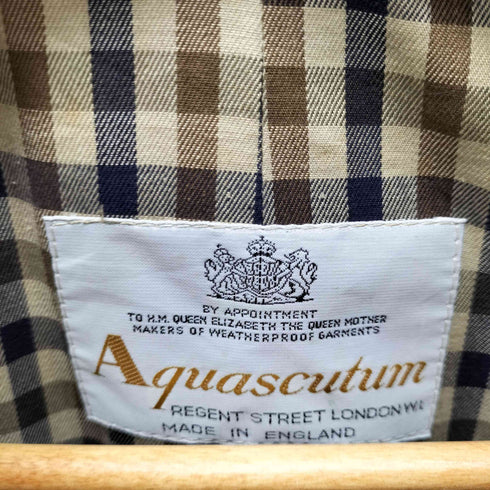 BY APPOINTMENT
TO H.M. QUEEN ELIZABETH THE QUEEN MOTHER
MAKERS OF WEATHERPROOF GARMENTS
Aquascutum
REGENT STREET LONDON W.1.
MADE IN ENGLAND